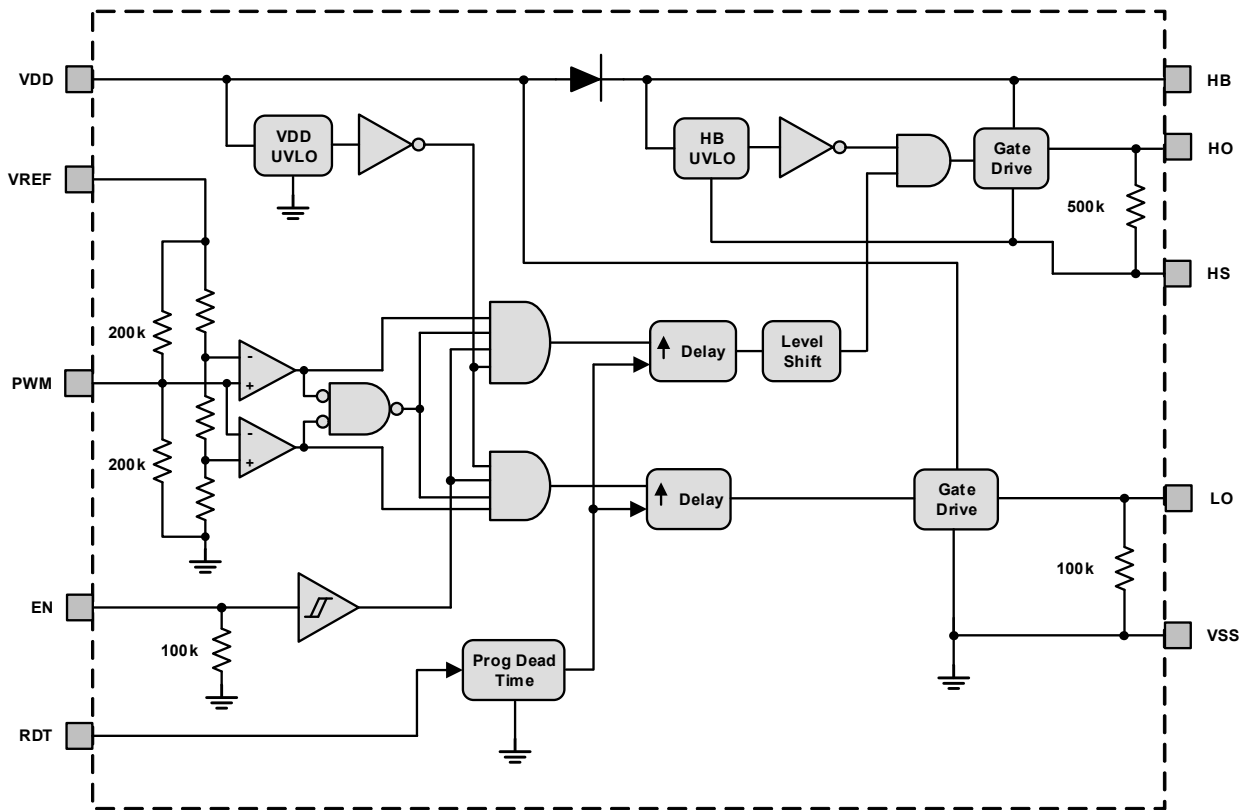 VDD
HB
VDD
UVLO
HB
UVLO
Gate
Drive
HO
VREF
500k
HS
200k
-
+
Delay
Level
Shift
PWM
200k
-
+
Delay
Gate
Drive
LO
100k
EN
100k
Prog Dead
Time
VSS
RDT